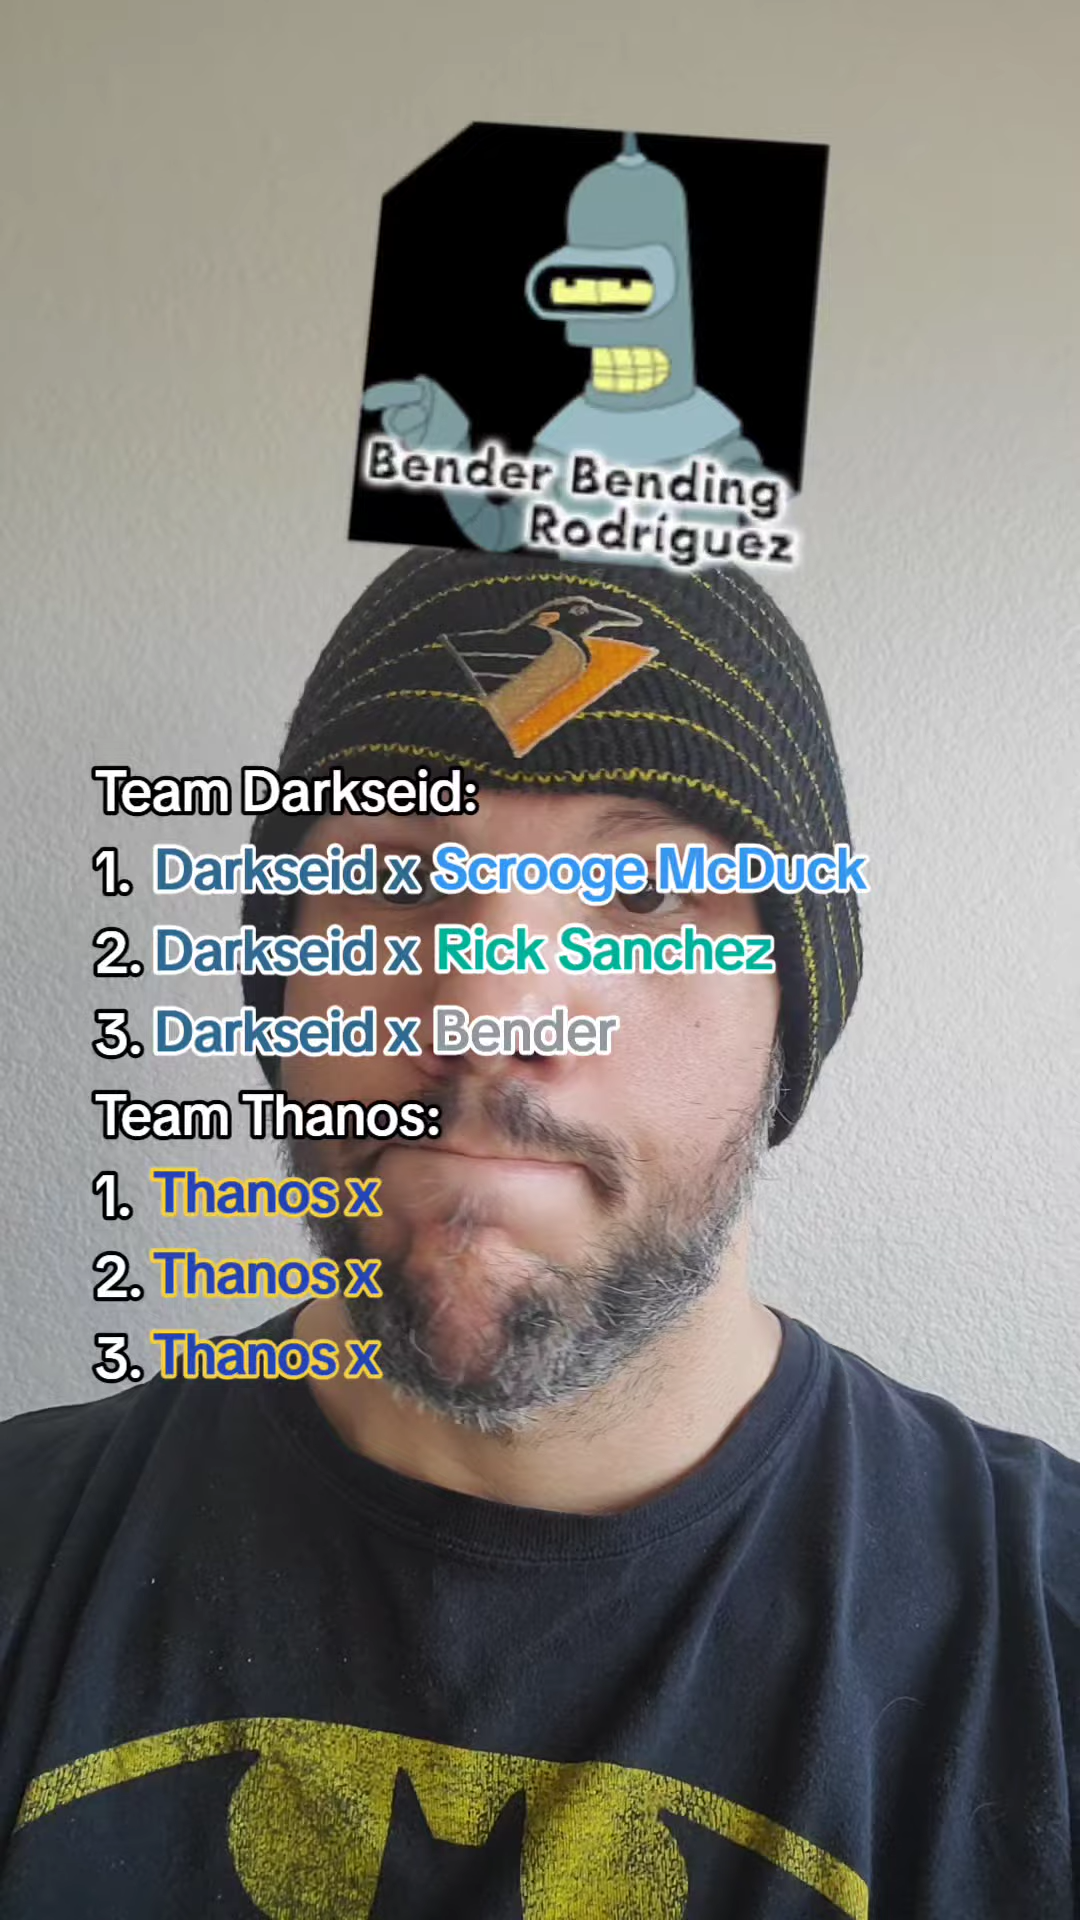 Bender Bending
Rodríguez
Team Darkseid:
1. Darkseid x Scrooge McDuck
2. Darkseid x Rick Sanchez
3. Darkseid x Bender
Team Thanos:
1. Thanos x
2. Thanos x
3. Thanos x